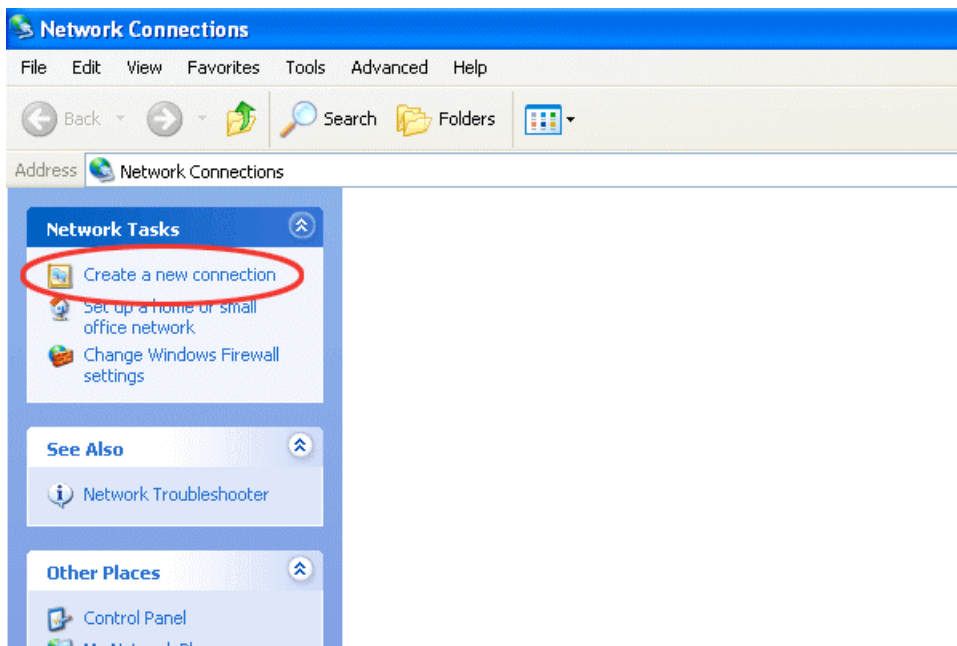 Network Connections
File Edit View Favorites Tools Advanced Help
Back Search Folders
Address Network Connections
Network Tasks
Create a new connection
Set up a home or small
office network
Change Windows Firewall
settings
See Also
Network Troubleshooter
Other Places
Control Panel